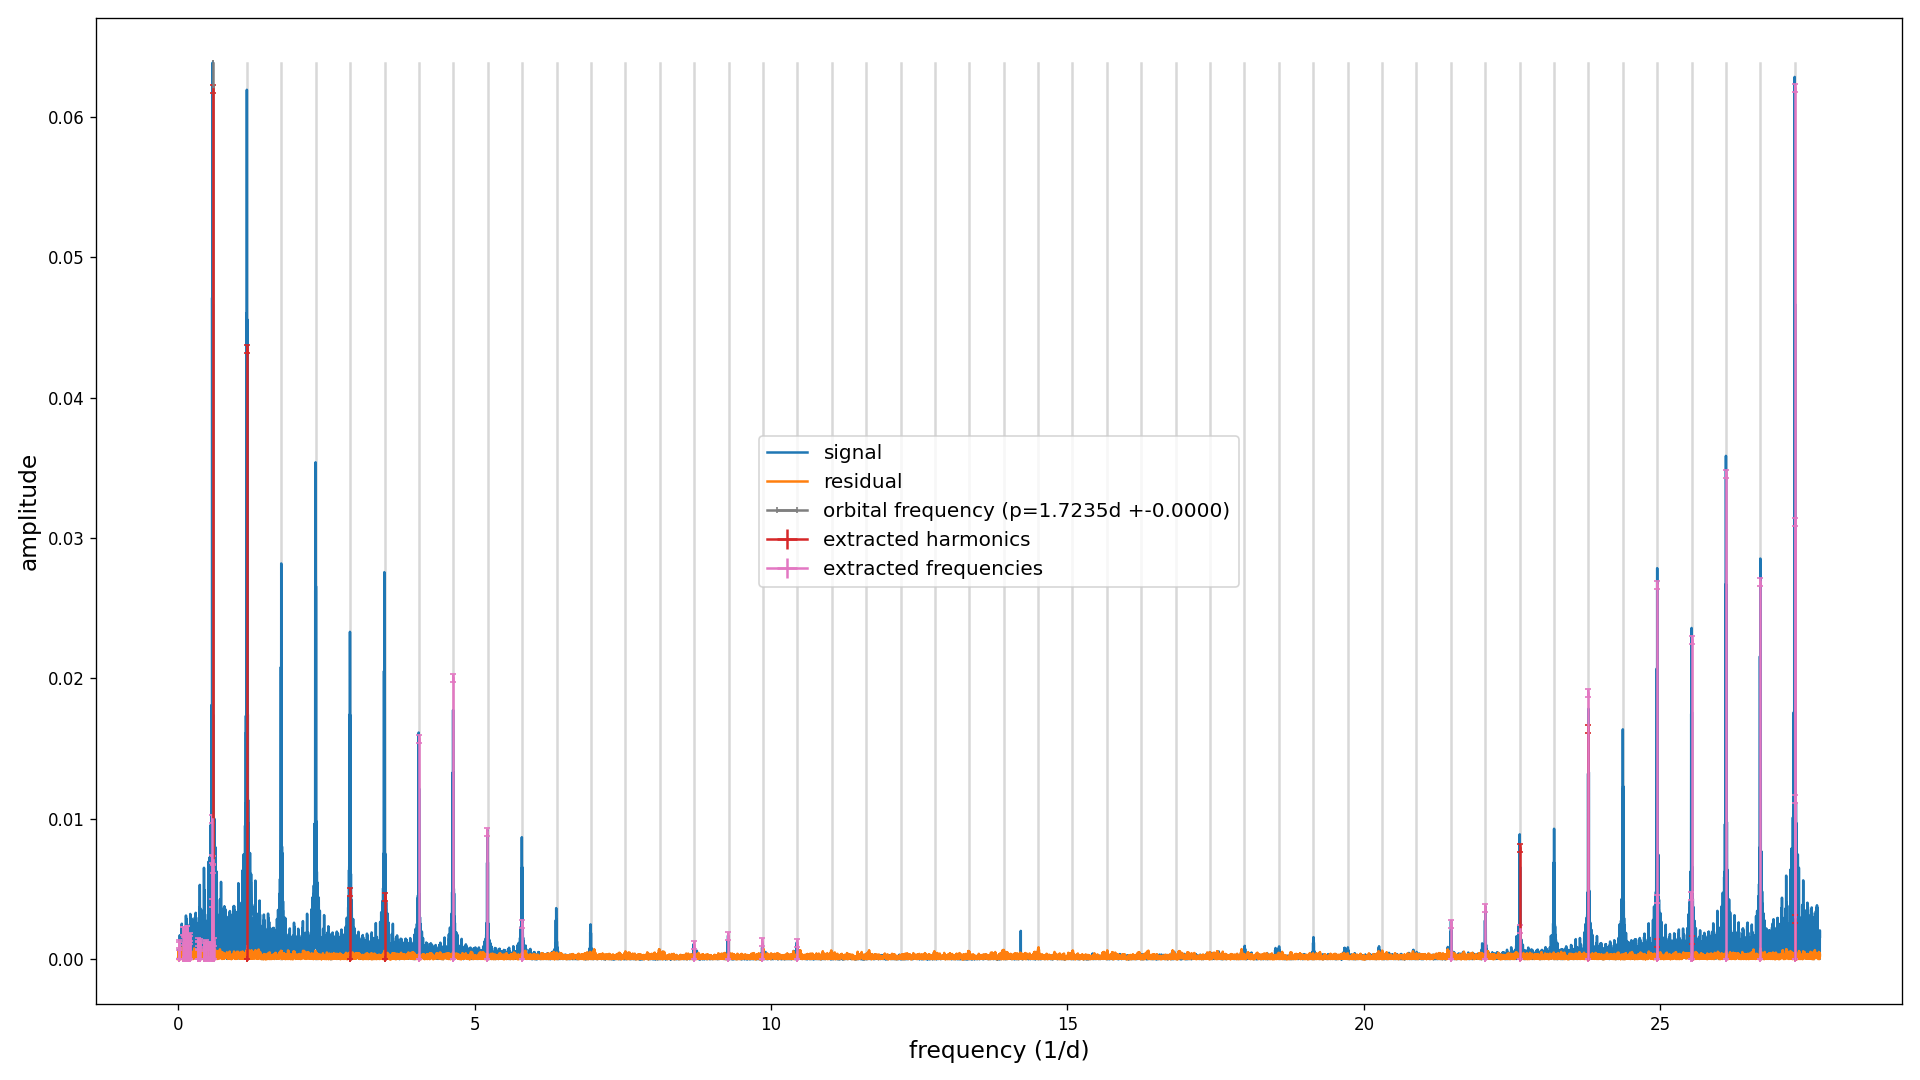 0.06
0.05
0.04
0.03
0.02
0.01
0.00
amplitude
signal
residual
orbital frequency (p=1.7235d +-0.0000)
extracted harmonics
extracted frequencies
0 5 10 15 20 25
frequency (1/d)